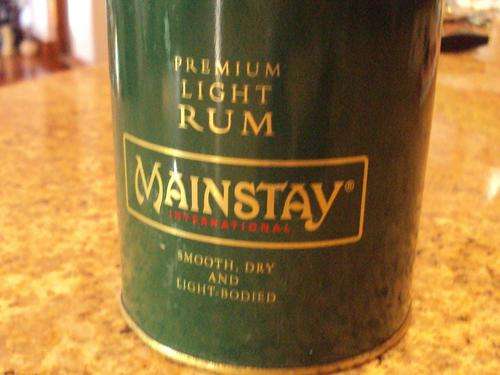 PREMIUM
LIGHT
RUM
MAINSTAY®
INTERNATIONAL
SMOOTH, DRY
AND
LIGHT-BODIED